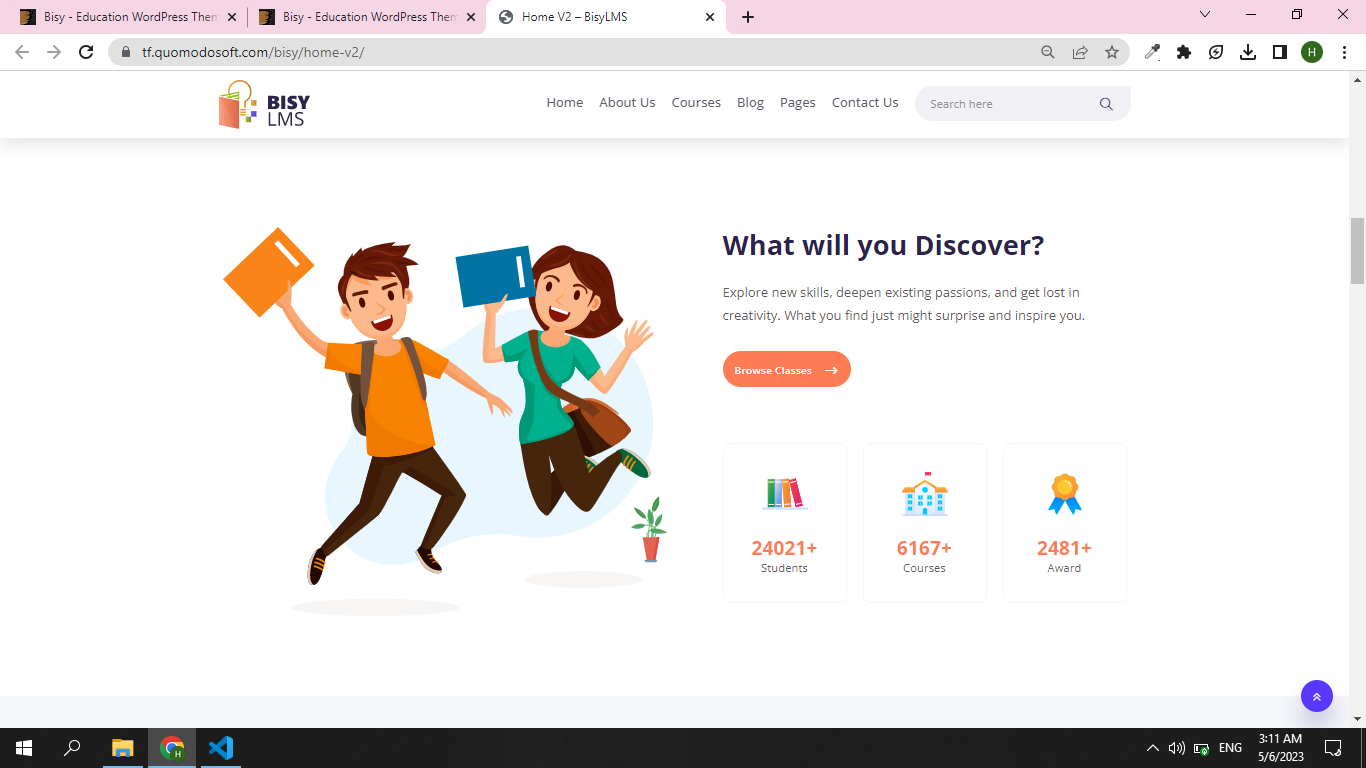 Bisy - Education WordPress Them
Bisy - Education WordPress Them
Home V2 – BisyLMS
tf.quomodosoft.com/bisy/home-v2/
H
BISY
LMS
Home
About Us
Courses
Blog
Pages
Contact Us
Search here
What will you Discover?
Explore new skills, deepen existing passions, and get lost in
creativity. What you find just might surprise and inspire you.
Browse Classes
24021+
Students
6167+
Courses
2481+
Award
H
ENG
3:11 AM
5/6/2023